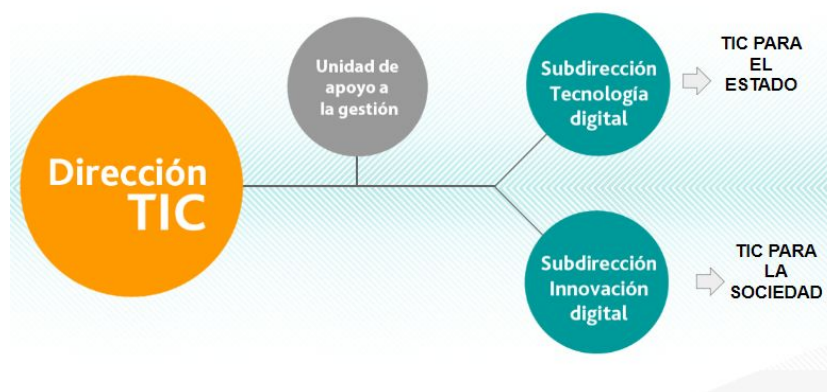 Dirección
TIC
Unidad de
apoyo a
la gestión
Subdirección
Tecnología
digital
TIC PARA
EL
ESTADO
Subdirección
Innovación
digital
TIC PARA
LA
SOCIEDAD